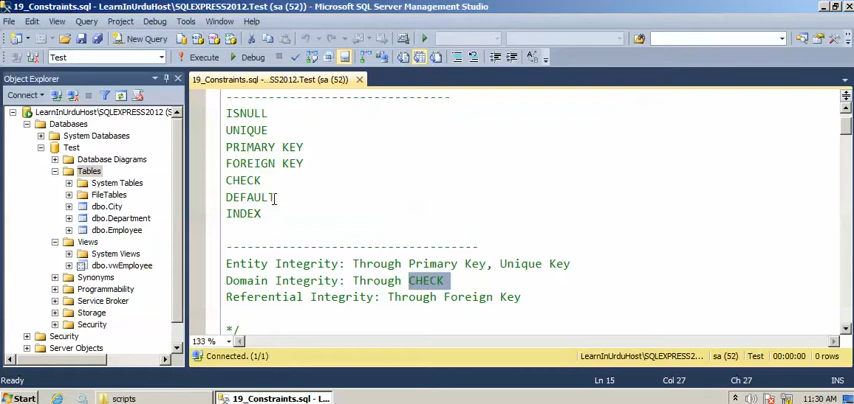 19_Constraints.sql - LearnInUrduHost\SQLEXPRESS2012.Test (sa (52)) - Microsoft SQL Server Management Studio
File Edit View Query Project Debug Tools Window Help
New Query
Test Execute Debug
Object Explorer
19_Constraints.sql -...SS2012.Test (sa (52))
Connect
LearnInUrduHost\SQLEXPRESS2012 (S
Databases
System Databases
Test
Database Diagrams
Tables
System Tables
FileTables
dbo.City
dbo.Department
dbo.Employee
Views
System Views
dbo.vwEmployee
Synonyms
Programmability
Service Broker
Storage
Security
Security
Server Objects
-----------------------------
ISNULL
UNIQUE
PRIMARY KEY
FOREIGN KEY
CHECK
DEFAULT
INDEX
---------------------------------
Entity Integrity: Through Primary Key, Unique Key
Domain Integrity: Through CHECK
Referential Integrity: Through Foreign Key
*/
133 %
Connected. (1/1) LearnInUrduHost\SQLEXPRESS2... sa (52) Test 00:00:00 0 rows
Ready Ln 15 Col 27 Ch 27 INS
Start scripts 19_Constraints.sql - L... 11:30 AM